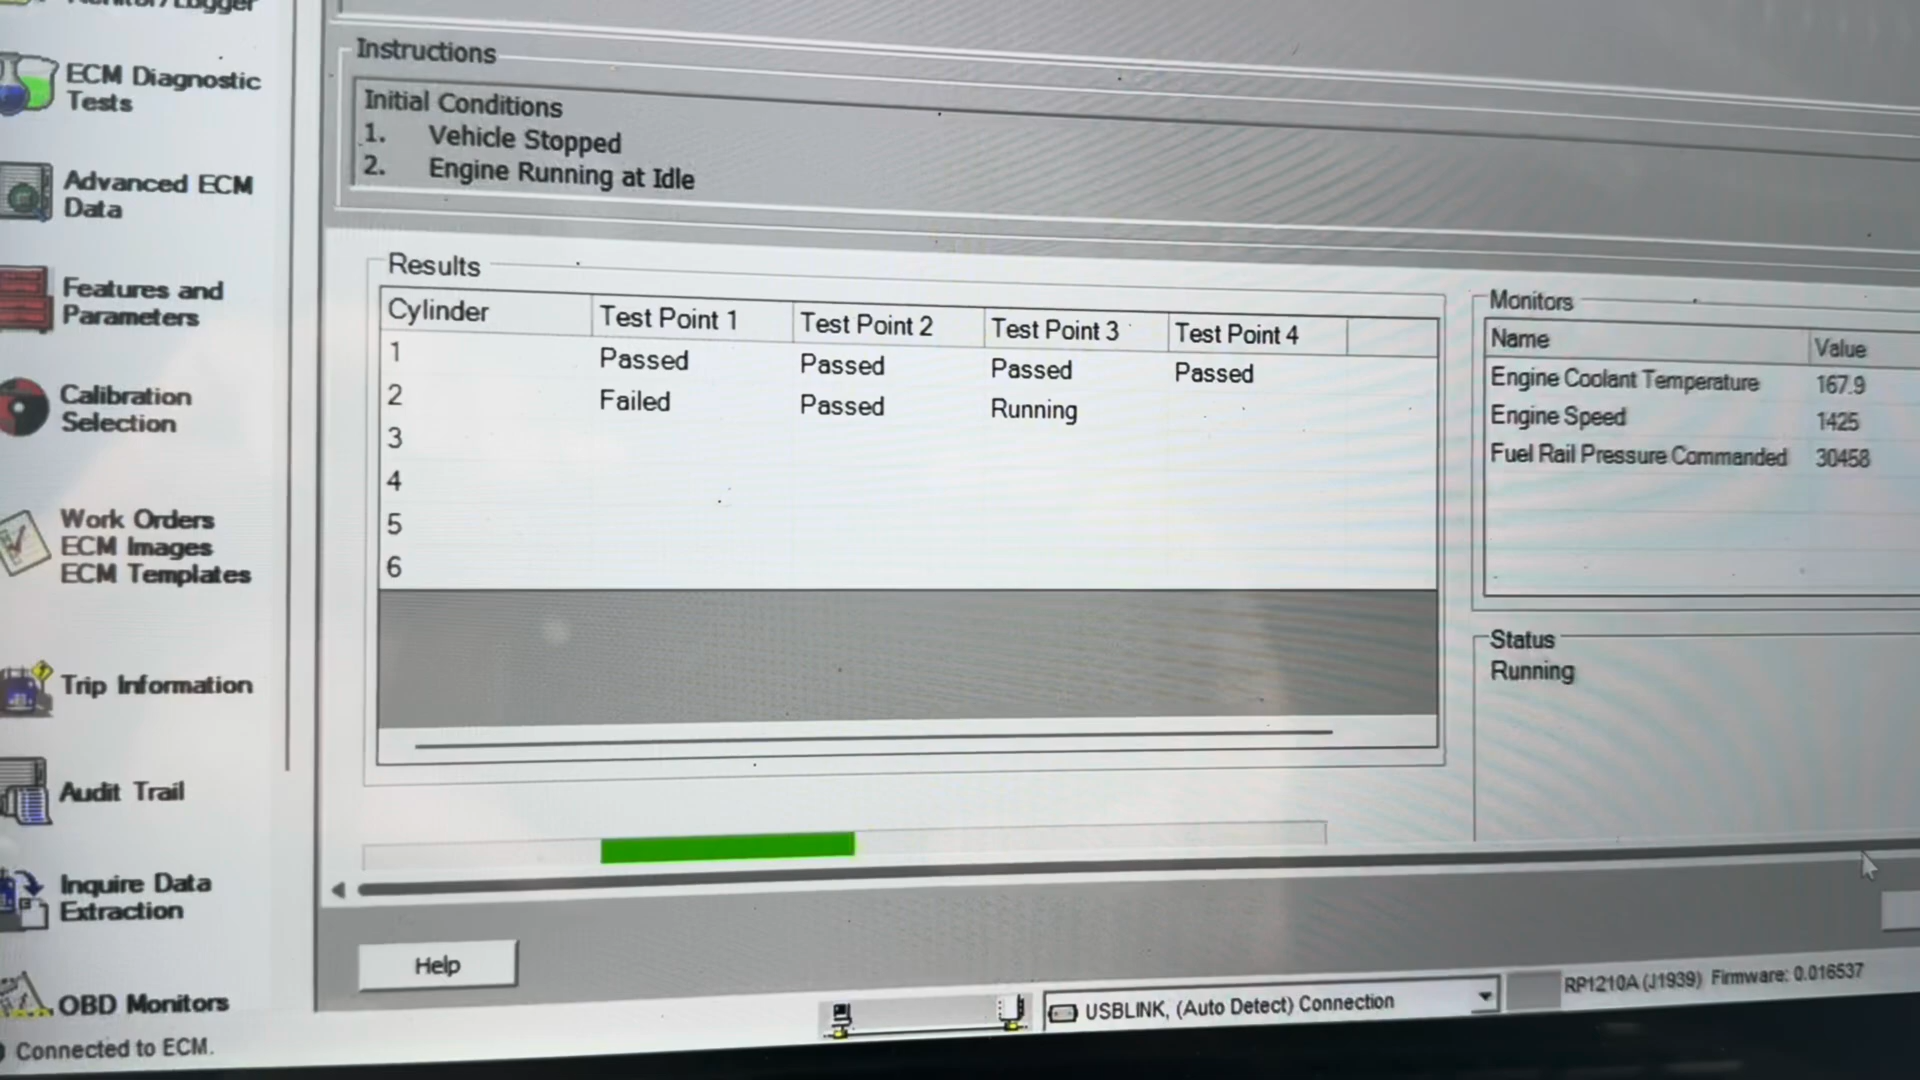 ECM Diagnostic
Tests
Advanced ECM
Data
Features and
Parameters
Calibration
Selection
Work Orders
ECM Images
ECM Templates
Trip Information
Audit Trail
Inquire Data
Extraction
OBD Monitors
Instructions
Initial Conditions
1. Vehicle Stopped
2. Engine Running at Idle
Results
Cylinder Test Point 1 Test Point 2 Test Point 3 Test Point 4
1 Passed Passed Passed Passed
2 Failed Passed Running
3
4
5
6
Monitors
Name Value
Engine Coolant Temperature 167.9
Engine Speed 1425
Fuel Rail Pressure Commanded 30458
Status
Running
Help
Connected to ECM.
USBLINK, (Auto Detect) Connection
RP1210A (J1939) Firmware: 0.016537